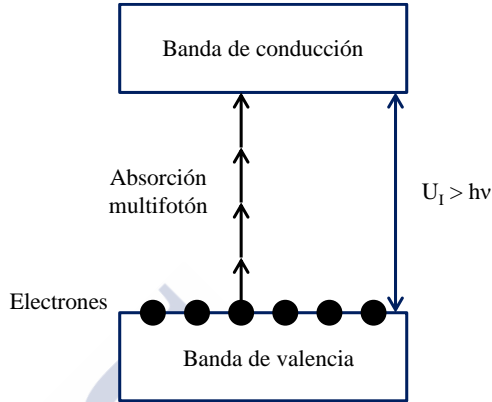 Banda de conducción
Absorción
multifotón
U_I > hν
Electrones
Banda de valencia